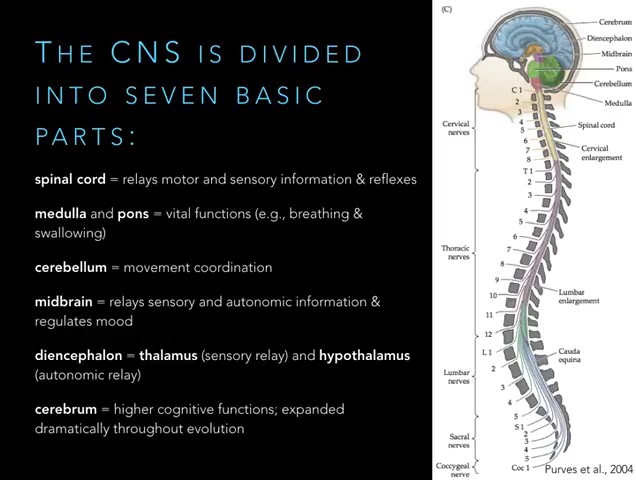 THE CNS IS DIVIDED
INTO SEVEN BASIC
PARTS:
spinal cord = relays motor and sensory information & reflexes
medulla and pons = vital functions (e.g., breathing &
swallowing)
cerebellum = movement coordination
midbrain = relays sensory and autonomic information &
regulates mood
diencephalon = thalamus (sensory relay) and hypothalamus
(autonomic relay)
cerebrum = higher cognitive functions; expanded
dramatically throughout evolution
(C)
Cerebrum
Diencephalon
Midbrain
Pons
Cerebellum
Medulla
C 1
2
3
4
5
6
7
8
Cervical
nerves
Spinal cord
Cervical
enlargement
T 1
2
3
4
5
6
7
8
9
10
11
12
Thoracic
nerves
Lumbar
enlargement
L 1
2
3
4
5
Lumbar
nerves
Cauda
equina
S 1
2
3
4
5
Sacral
nerves
Coc 1
Coccygeal
nerve
Purves et al., 2004